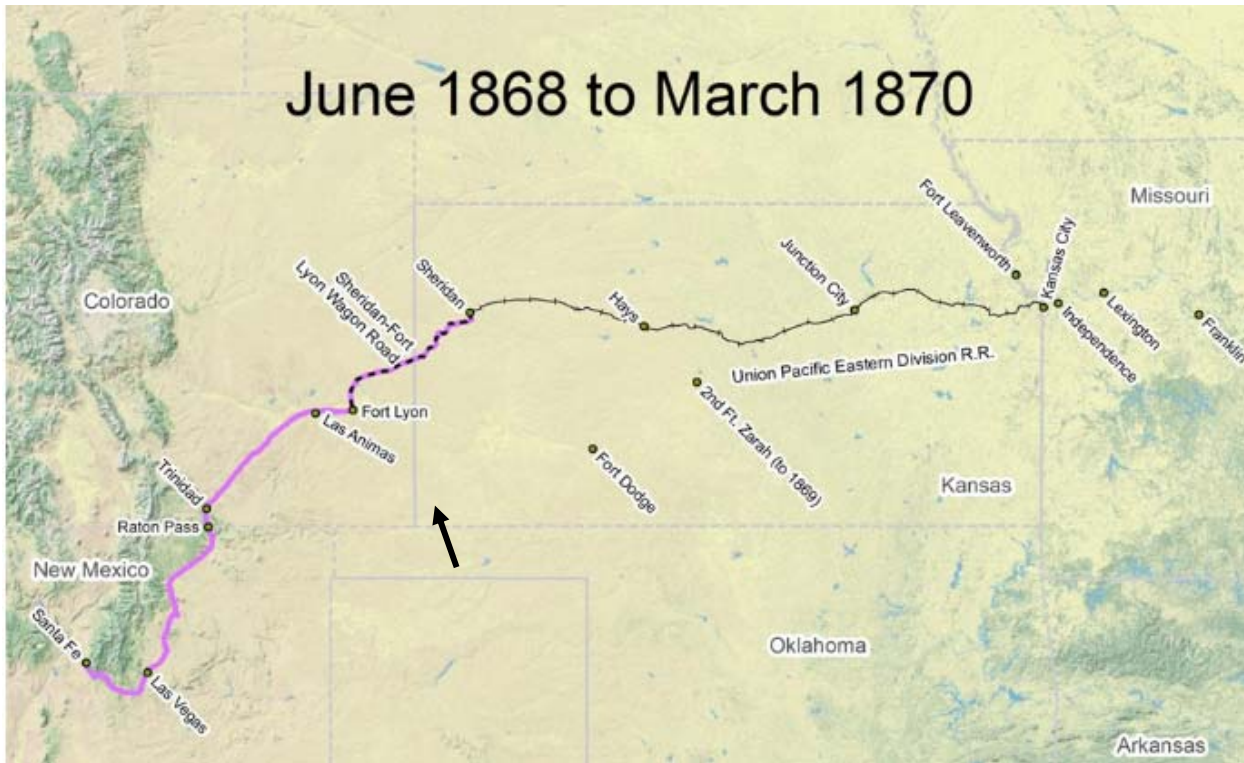 June 1868 to March 1870
Missouri
Fort Leavenworth
Kansas City
Colorado
Sheridan-Fort
Lyon Wagon Road
Sheridan
Hays
Junction City
Independence
Lexington
Franklin
Union Pacific Eastern Division R.R.
Fort Lyon
Las Animas
2nd Ft. Zarah (to 1869)
Fort Dodge
Kansas
Trinidad
Raton Pass
New Mexico
Santa Fe
Las Vegas
Oklahoma
Arkansas